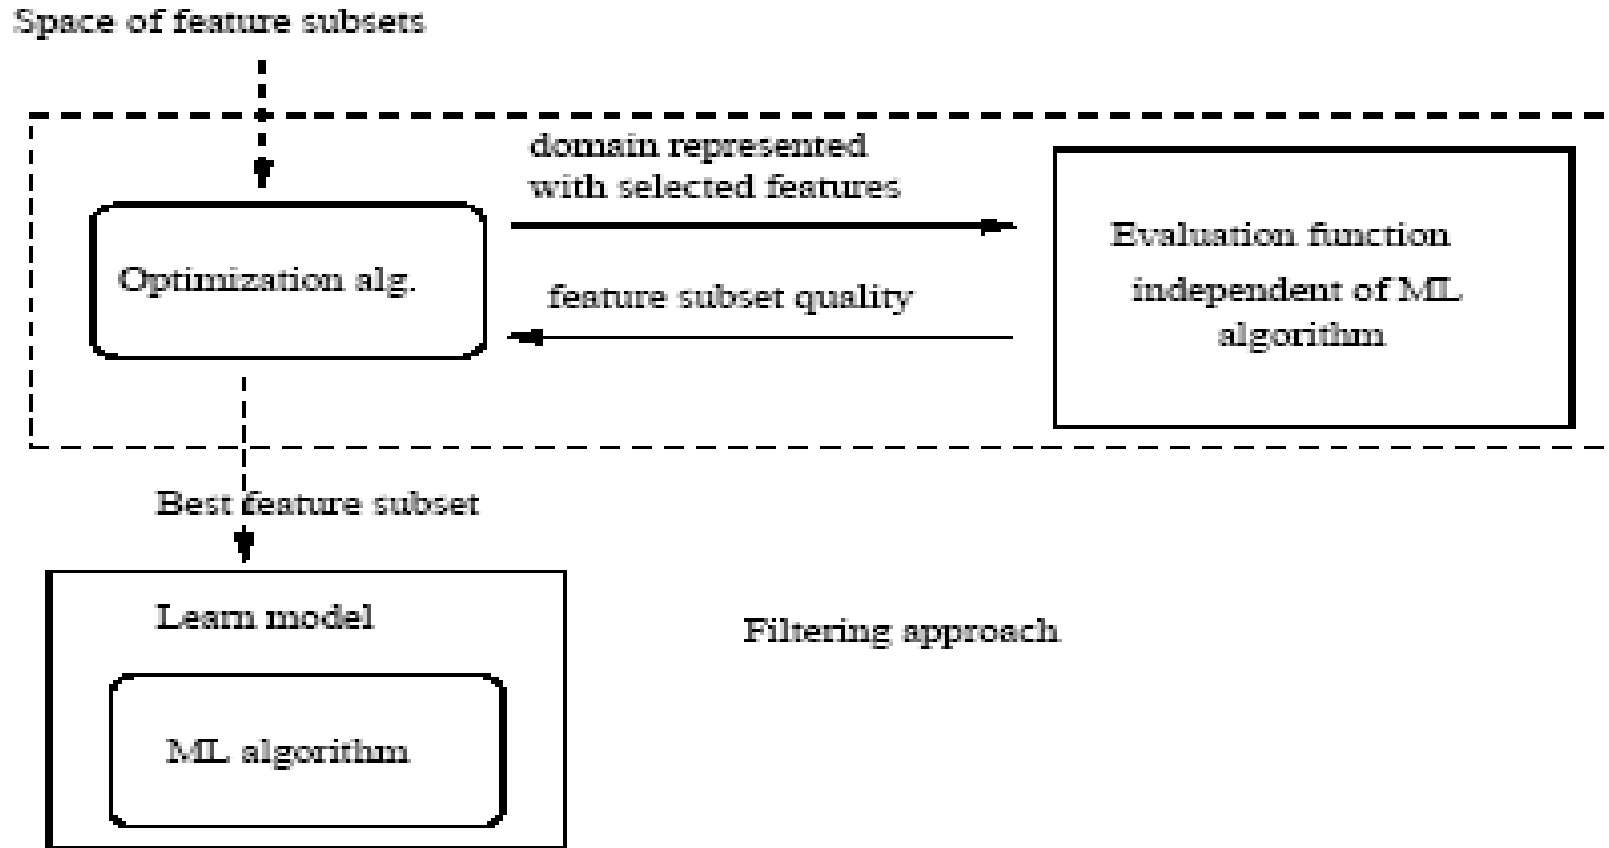 Space of feature subsets
domain represented
with selected features
Optimization alg.
feature subset quality
Evaluation function
independent of ML
algorithm
Best feature subset
Learn model
ML algorithm
Filtering approach